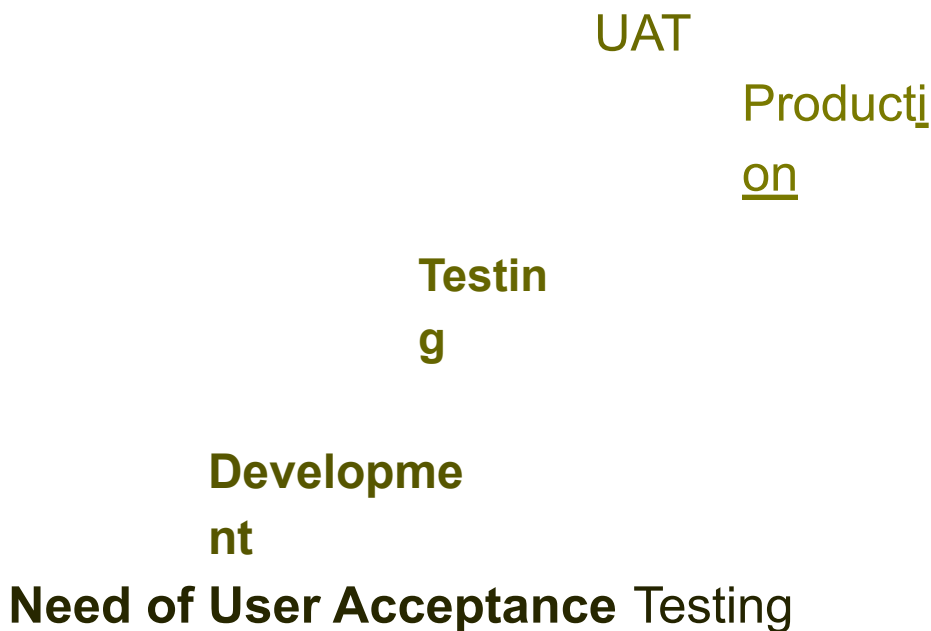 UAT
Producti
on
Testin
g
Developme
nt
Need of User Acceptance Testing